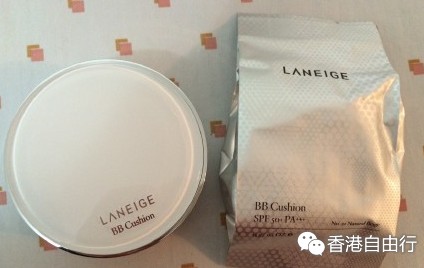 LANEIGE
BB Cushion
LANEIGE
BB Cushion
SPF 50+ PA+++
香港自由行